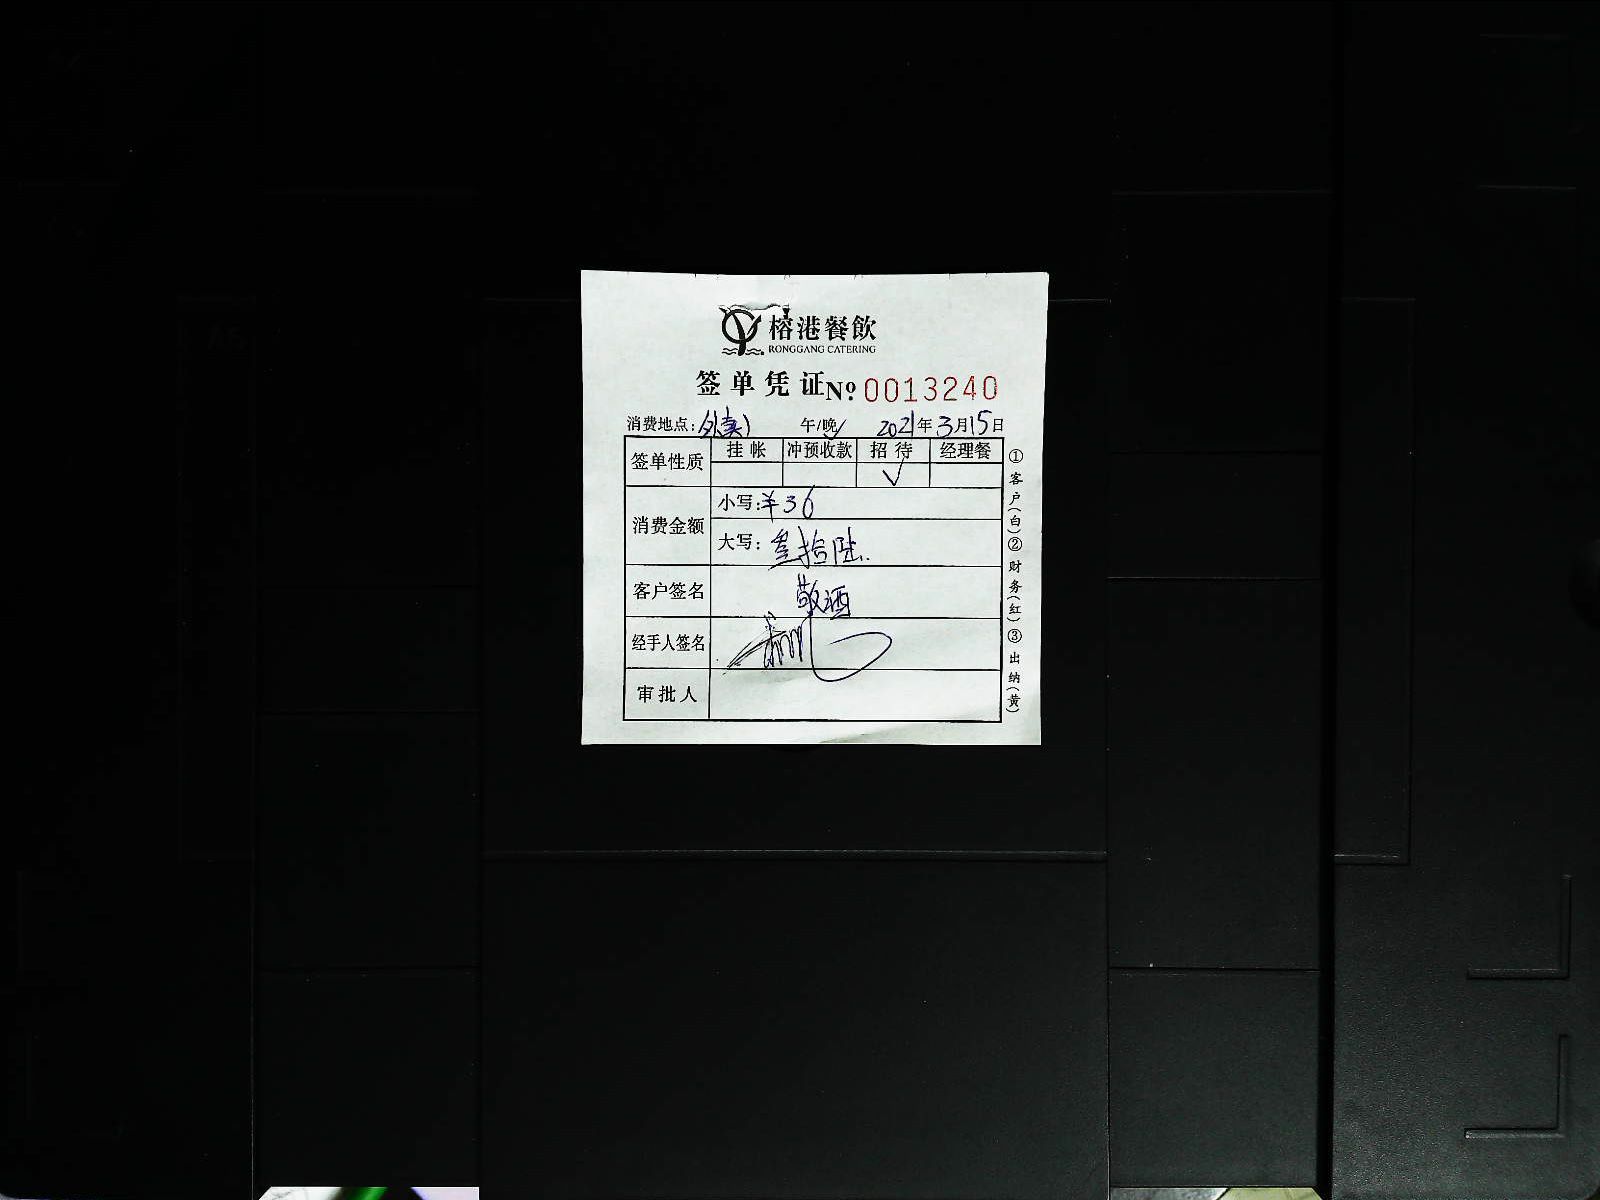 榕港餐飲
RONGGANG CATERING
签单凭证 Nº 0013240
消费地点: 外卖 午/晚 2021年3月15日
签单性质 挂帐 冲预收款 招待 经理餐
✓
消费金额 小写:¥36
大写: 叁拾陆
客户签名 敬酒
经手人签名
审批人
①客户(白)②财务(红)③出纳(黄)